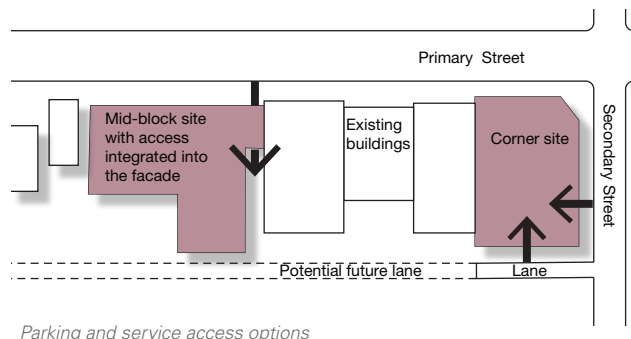 Primary Street
Mid-block site
with access
integrated into
the facade
Existing
buildings
Corner site
Secondary Street
Potential future lane
Lane
Parking and service access options